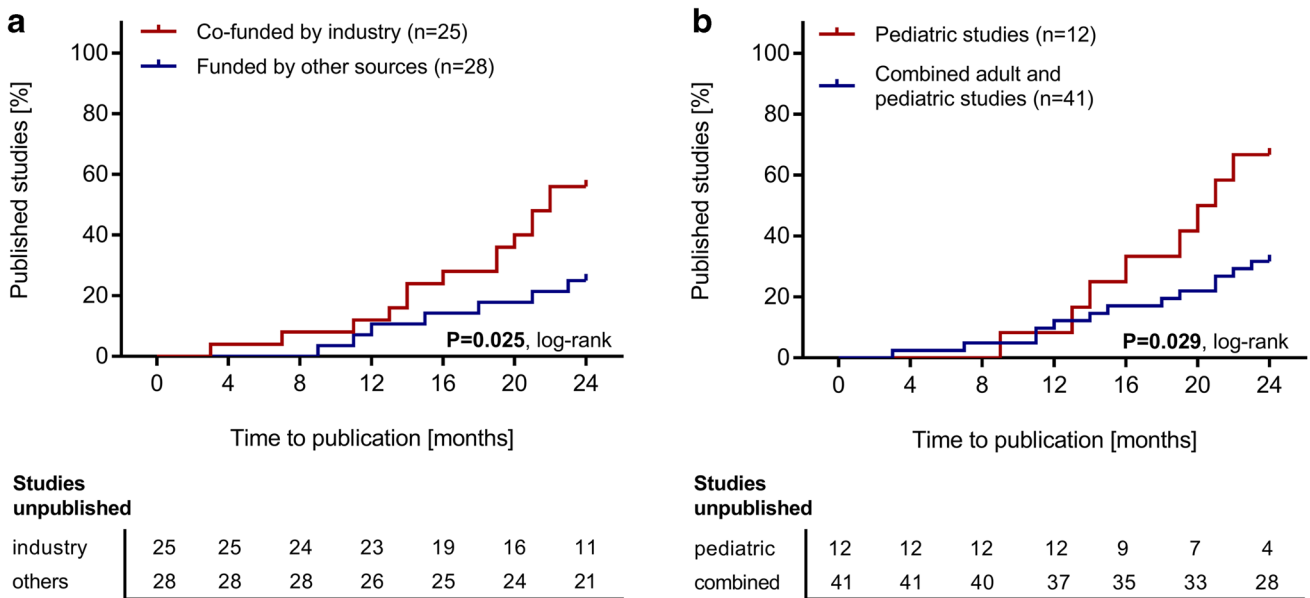 a
Co-funded by industry (n=25)
Funded by other sources (n=28)
Published studies [%]
100
80
60
40
20
0
P=0.025, log-rank
0 4 8 12 16 20 24
Time to publication [months]
Studies
unpublished
industry 25 25 24 23 19 16 11
others 28 28 28 26 25 24 21
b
Pediatric studies (n=12)
Combined adult and
pediatric studies (n=41)
Published studies [%]
100
80
60
40
20
0
P=0.029, log-rank
0 4 8 12 16 20 24
Time to publication [months]
Studies
unpublished
pediatric 12 12 12 12 9 7 4
combined 41 41 40 37 35 33 28